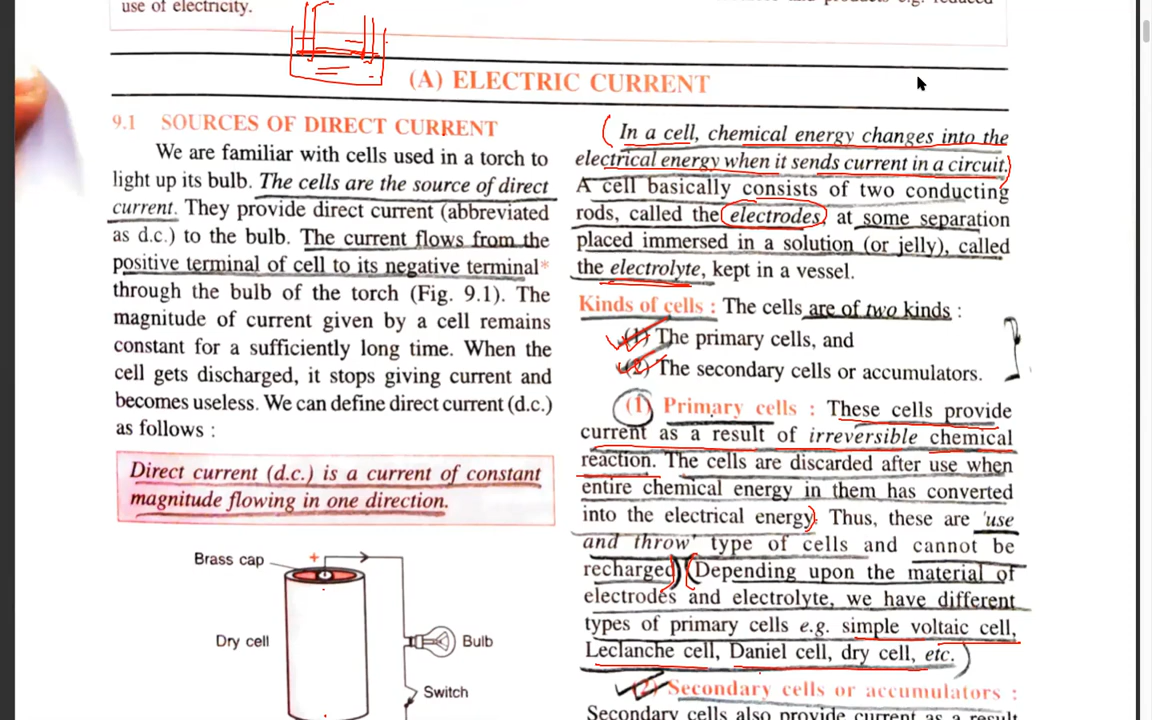 use of electricity.
(A) ELECTRIC CURRENT
9.1 SOURCES OF DIRECT CURRENT
We are familiar with cells used in a torch to
light up its bulb. The cells are the source of direct
current. They provide direct current (abbreviated
as d.c.) to the bulb. The current flows from the
positive terminal of cell to its negative terminal*
through the bulb of the torch (Fig. 9.1). The
magnitude of current given by a cell remains
constant for a sufficiently long time. When the
cell gets discharged, it stops giving current and
becomes useless. We can define direct current (d.c.)
as follows :
Direct current (d.c.) is a current of constant
magnitude flowing in one direction.
Brass cap
+
Dry cell
Bulb
Switch
In a cell, chemical energy changes into the
electrical energy when it sends current in a circuit.
A cell basically consists of two conducting
rods, called the electrodes, at some separation
placed immersed in a solution (or jelly), called
the electrolyte, kept in a vessel.
Kinds of cells : The cells are of two kinds :
(1) The primary cells, and
(2) The secondary cells or accumulators.
(1) Primary cells : These cells provide
current as a result of irreversible chemical
reaction. The cells are discarded after use when
entire chemical energy in them has converted
into the electrical energy. Thus, these are 'use
and throw' type of cells and cannot be
recharged. Depending upon the material of
electrodes and electrolyte, we have different
types of primary cells e.g. simple voltaic cell,
Leclanche cell, Daniel cell, dry cell, etc.
(2) Secondary cells or accumulators :
Secondary cells also provide current as a result